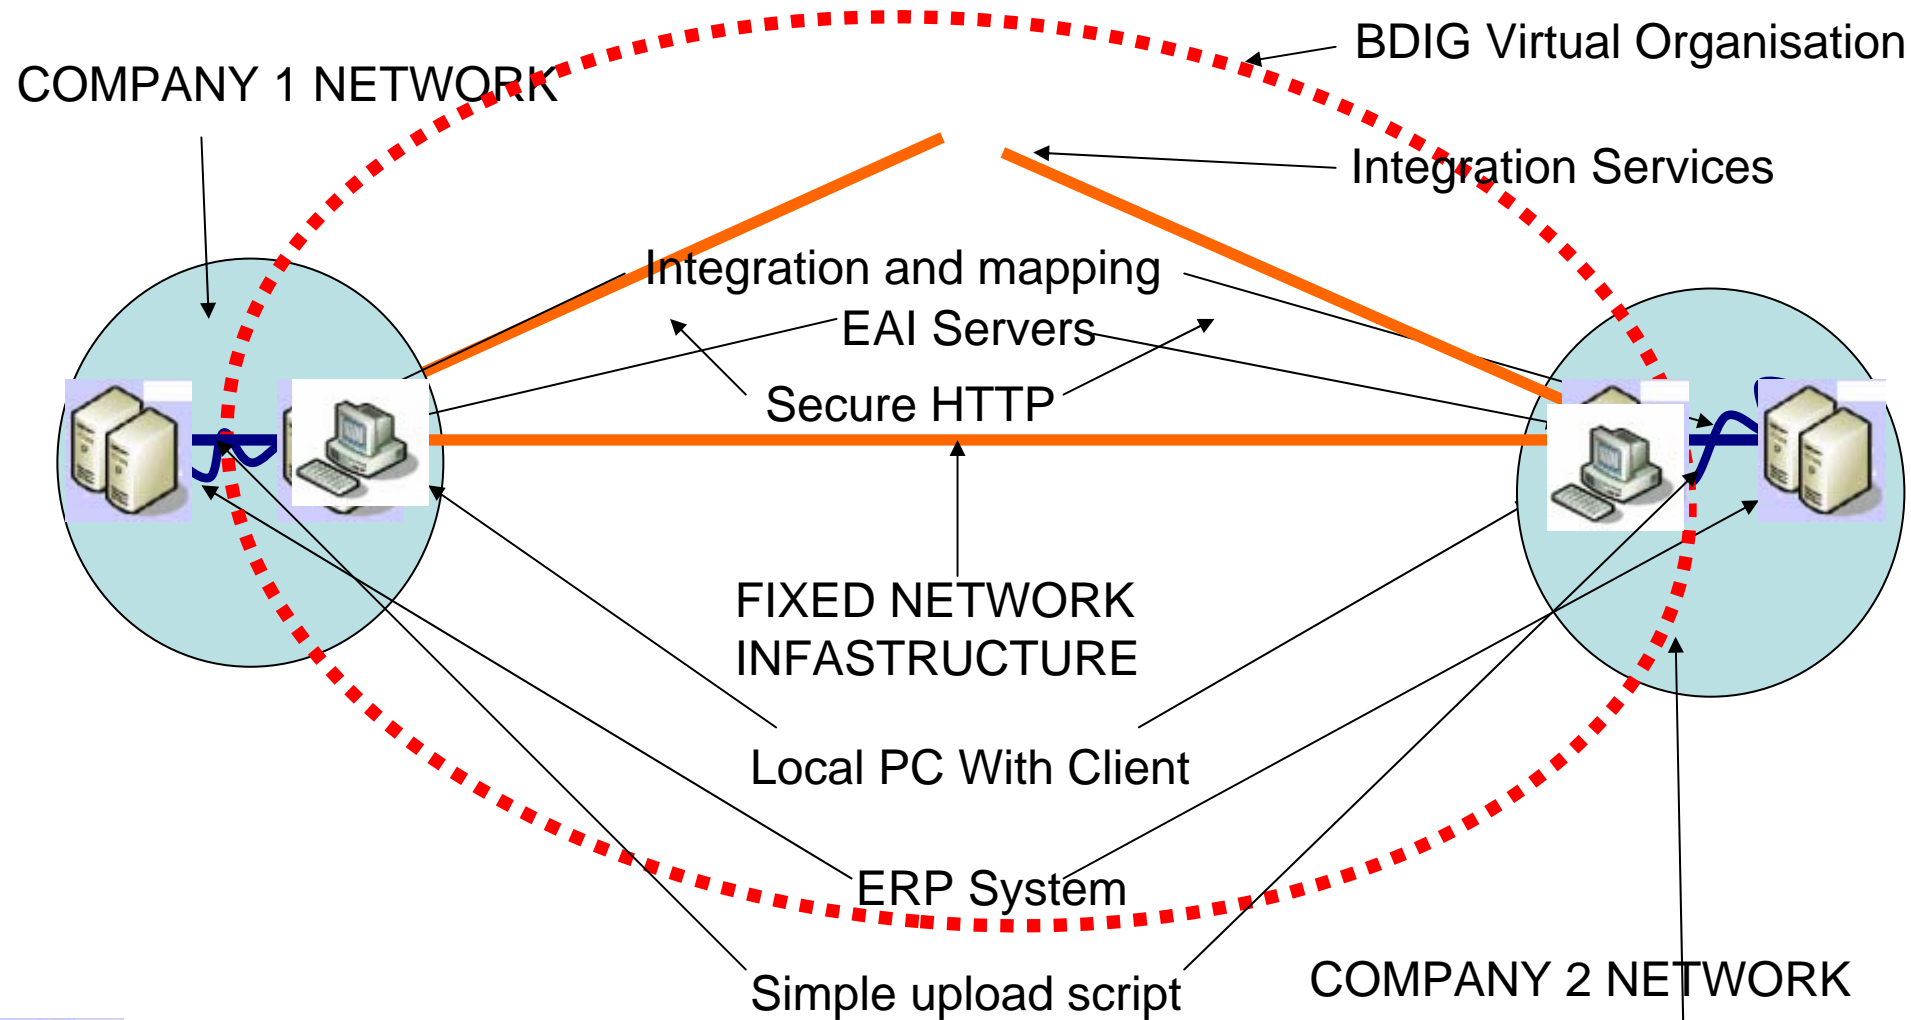 BDIG Virtual Organisation
COMPANY 1 NETWORK
Integration Services
Integration and mapping
EAI Servers
Secure HTTP
FIXED NETWORK
INFASTRUCTURE
Local PC With Client
ERP System
COMPANY 2 NETWORK
Simple upload script